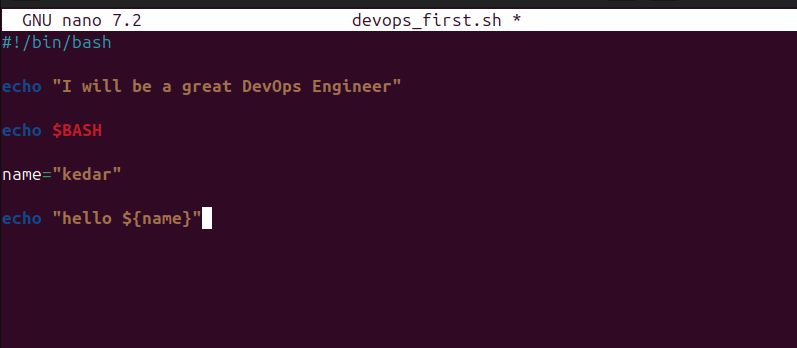 GNU nano 7.2 devops_first.sh *
#!/bin/bash
echo "I will be a great DevOps Engineer"
echo $BASH
name="kedar"
echo "hello ${name}"